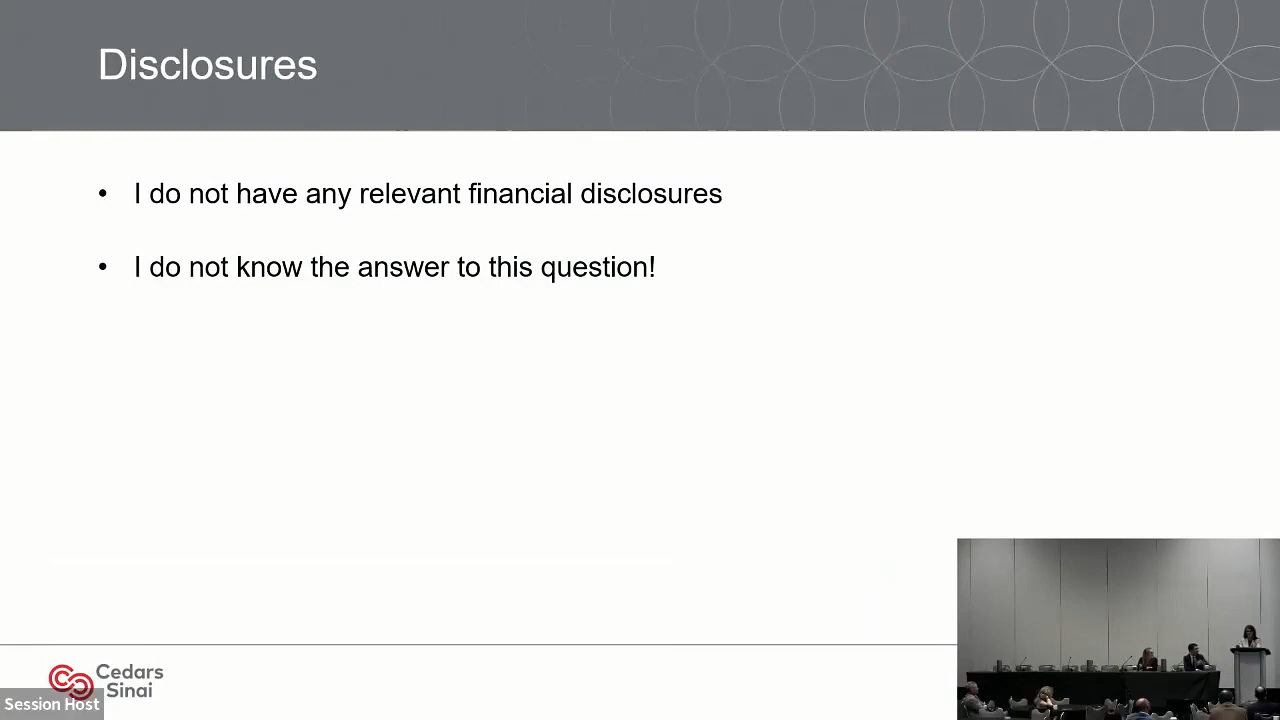 Disclosures
• I do not have any relevant financial disclosures
• I do not know the answer to this question!
Cedars
Sinai
Session Host